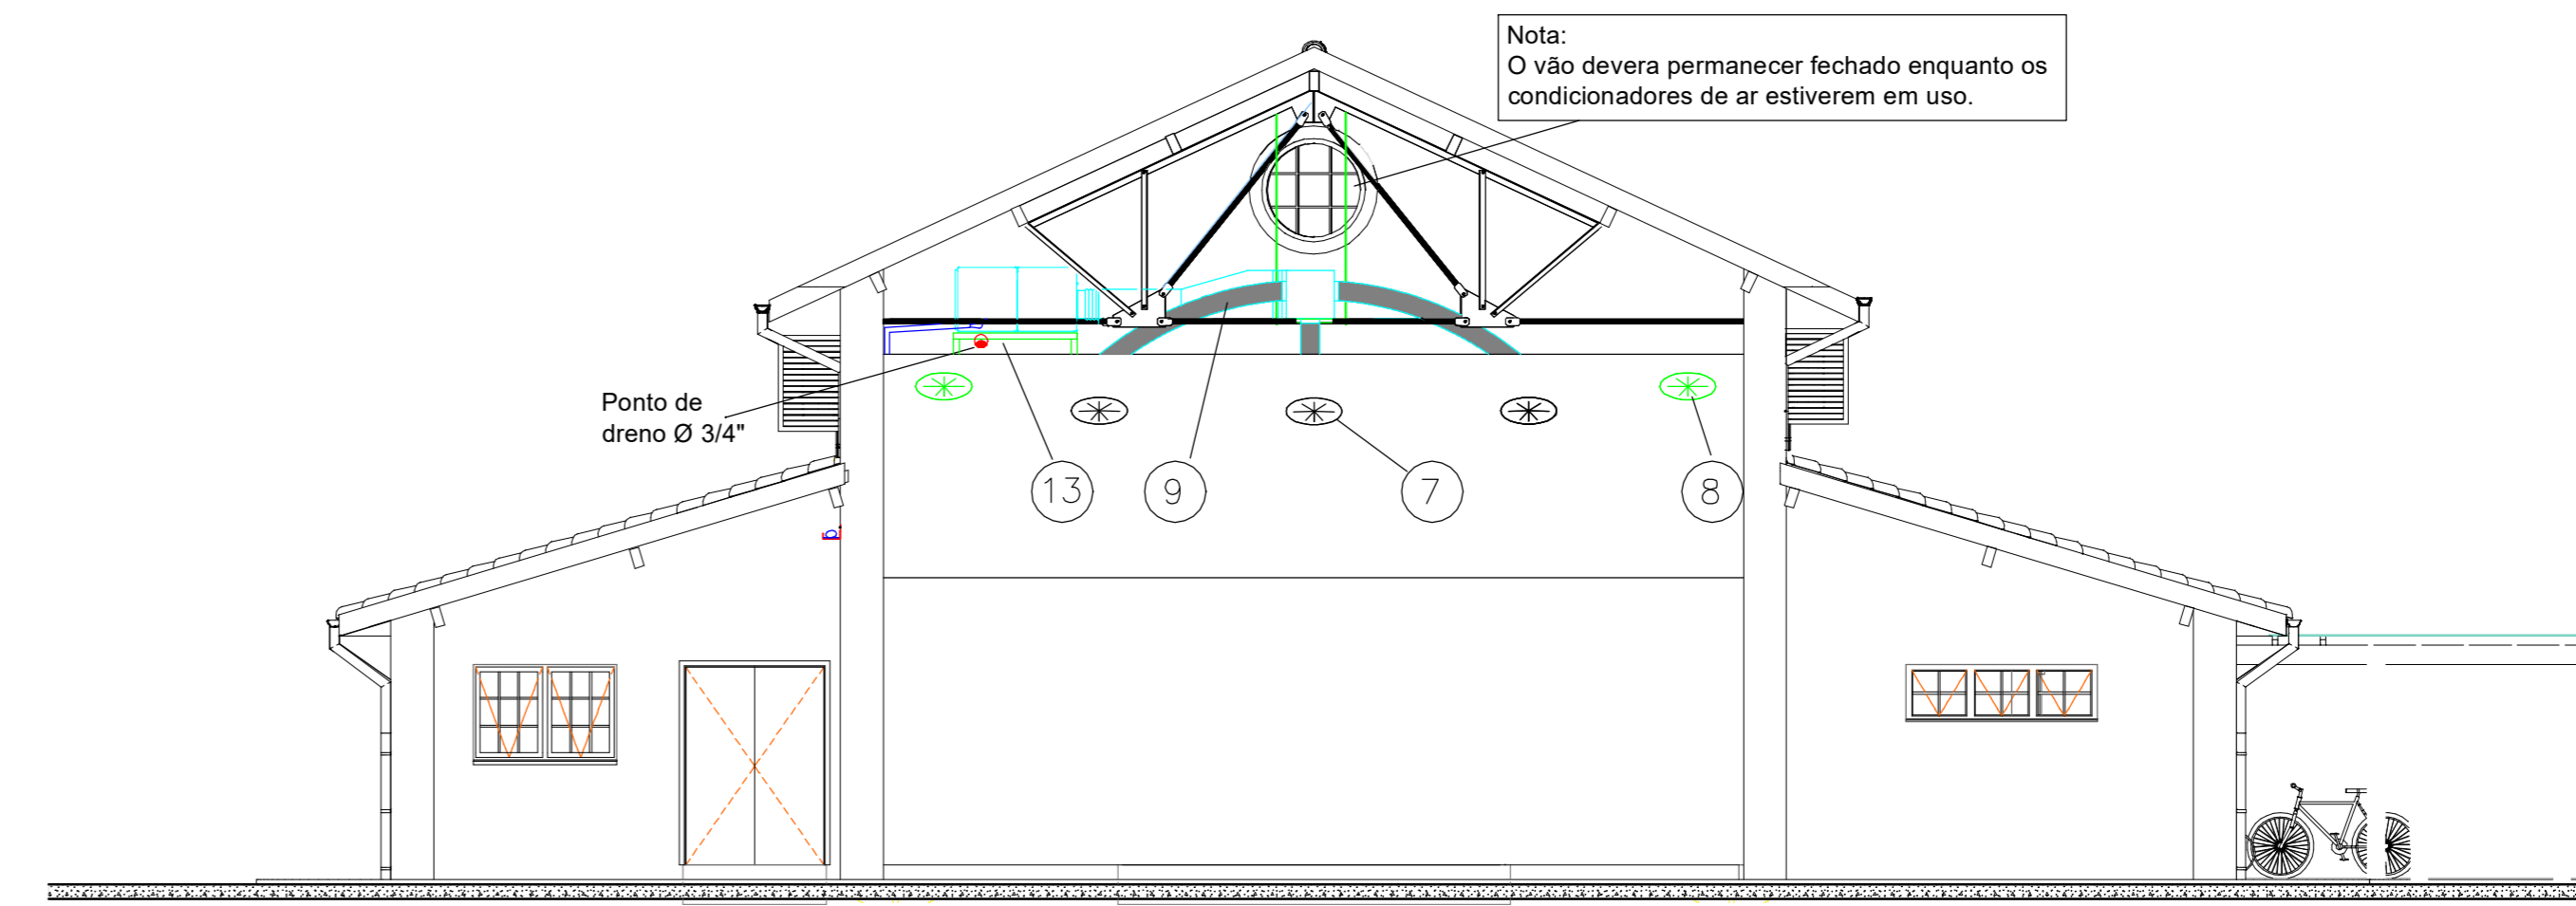 Nota:
O vão devera permanecer fechado enquanto os
condicionadores de ar estiverem em uso.
Ponto de
dreno Ø 3/4"
13
9
7
8